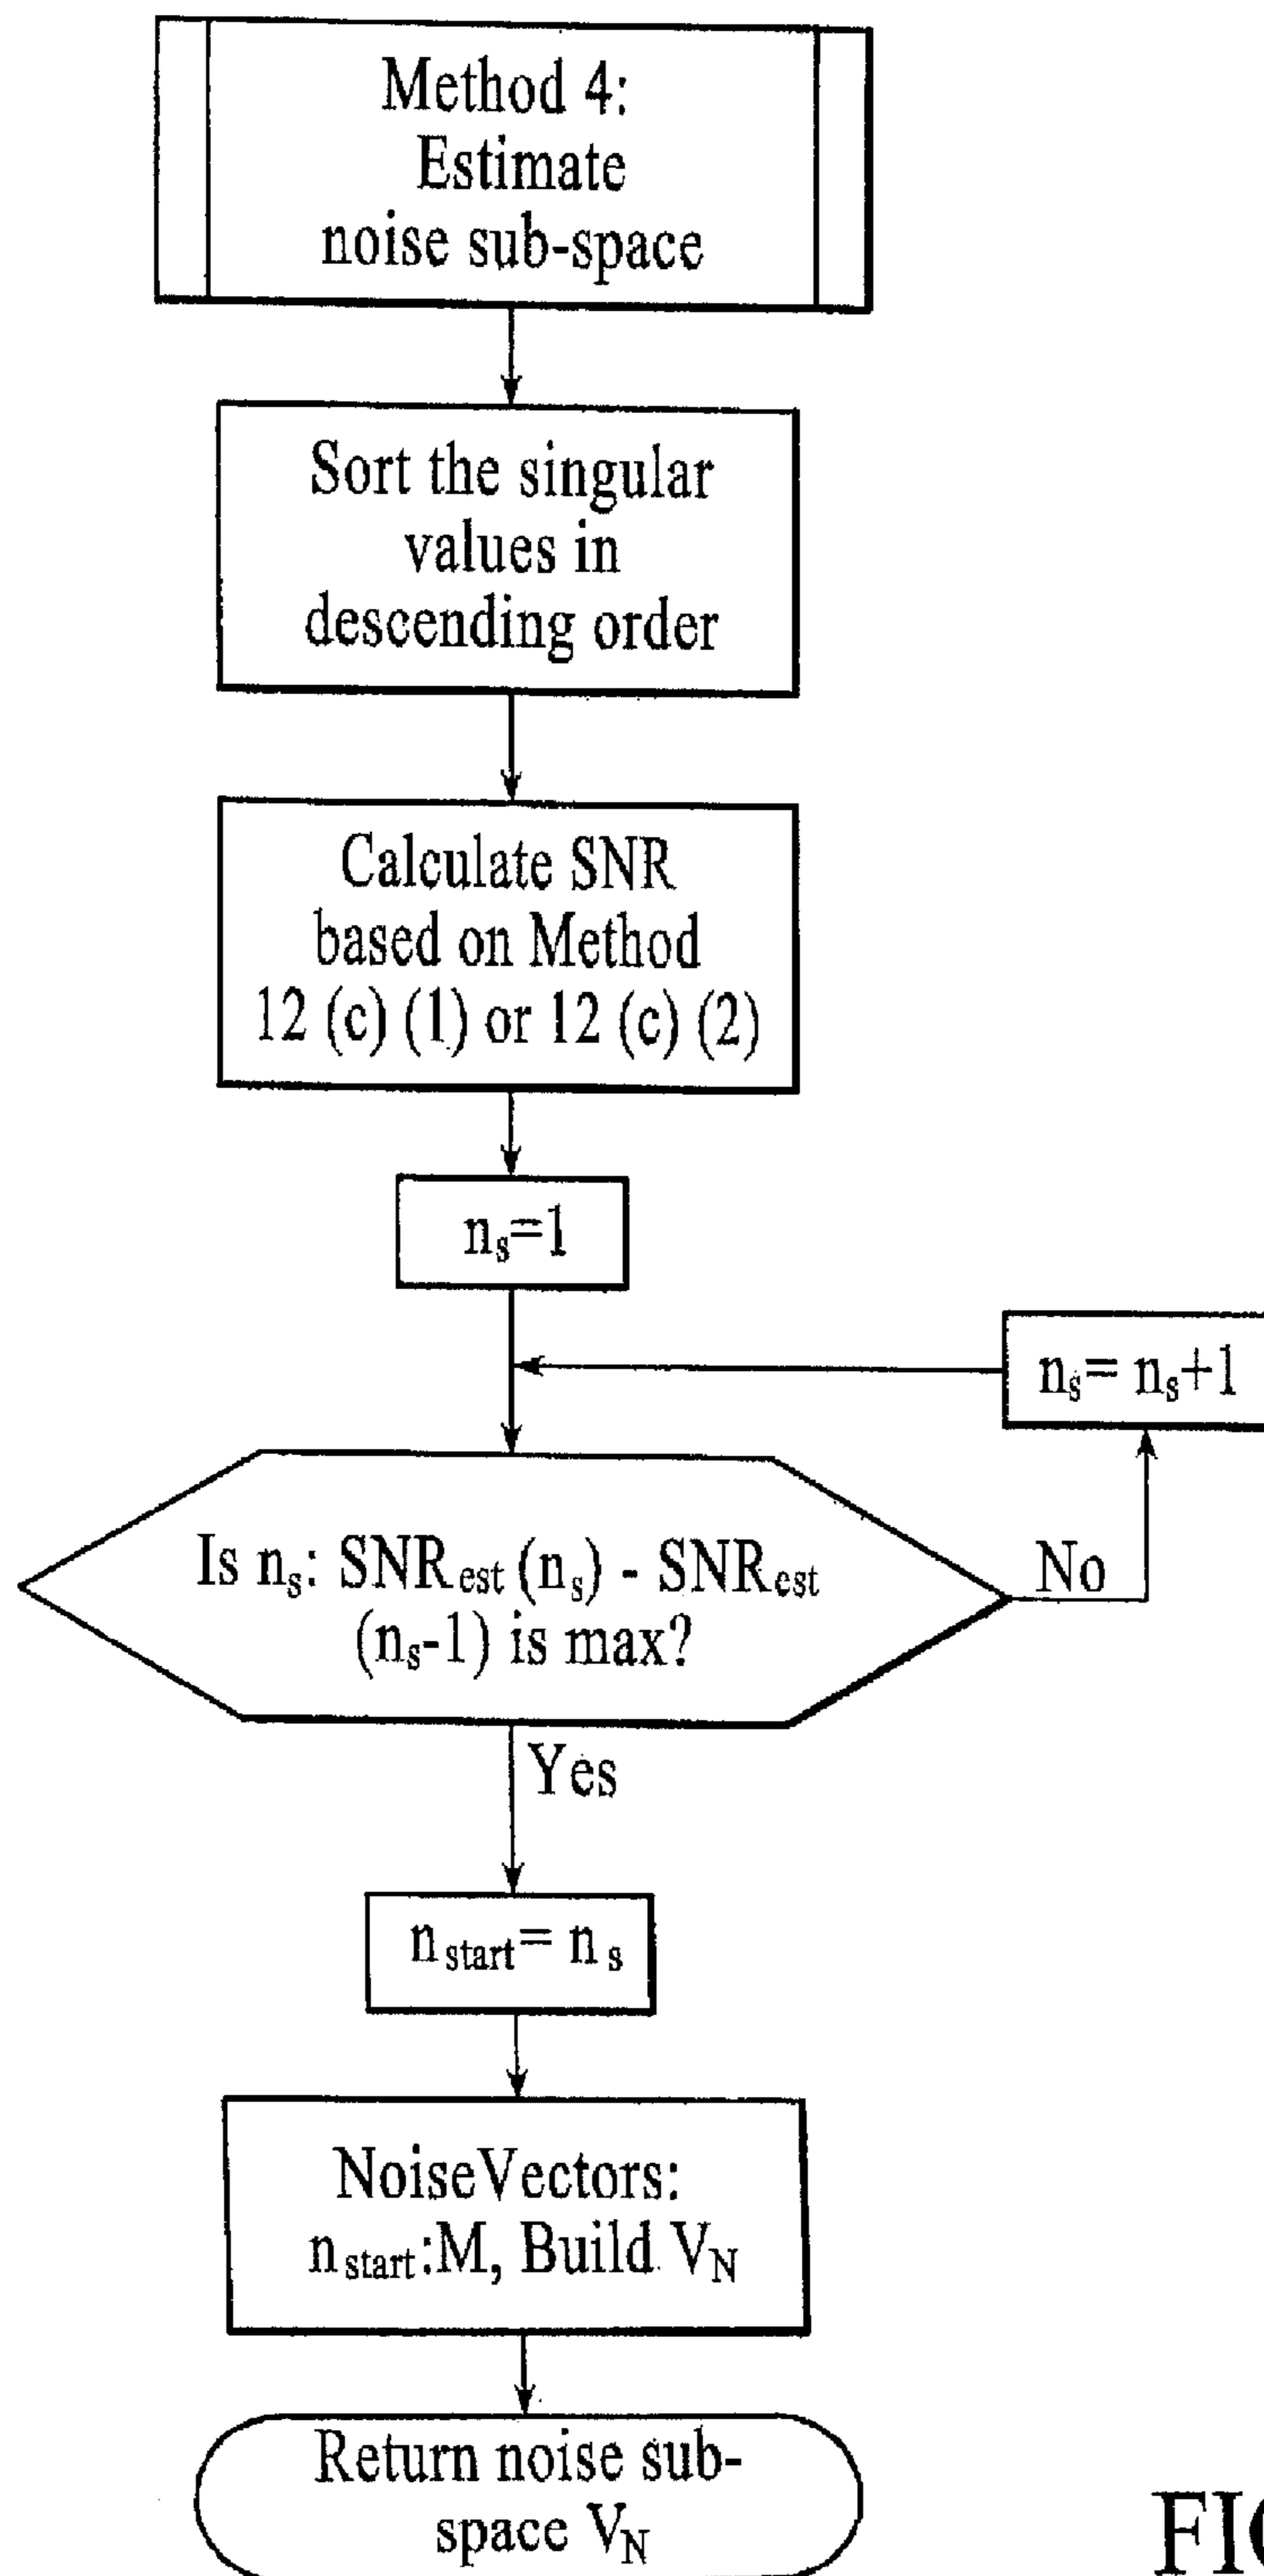 Method 4:
Estimate
noise sub-space
Sort the singular
values in
descending order
Calculate SNR
based on Method
12 (c) (1) or 12 (c) (2)
nₛ=1
nₛ= nₛ+1
Is nₛ: SNRest (nₛ) - SNRest
(nₛ-1) is max?
No
Yes
nstart= nₛ
NoiseVectors:
nstart:M, Build VN
Return noise sub-
space VN